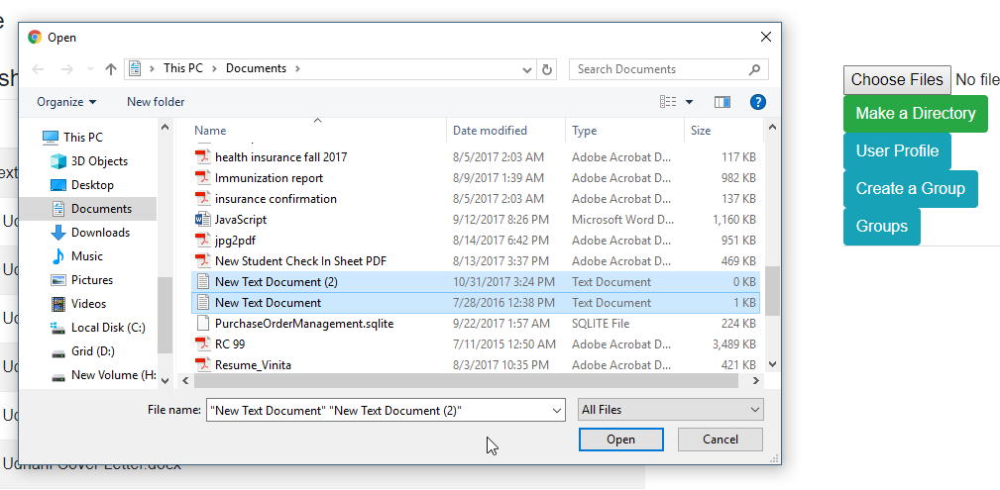 e
Open
sh
This PC > Documents >
Search Documents
Choose Files No file
Organize New folder
Make a Directory
User Profile
Create a Group
Groups
This PC
3D Objects
Desktop
Documents
Downloads
Music
Pictures
Videos
Local Disk (C:)
Grid (D:)
New Volume (H:
Name Date modified Type Size
health insurance fall 2017 8/5/2017 2:03 AM Adobe Acrobat D... 117 KB
Immunization report 8/9/2017 1:39 AM Adobe Acrobat D... 982 KB
insurance confirmation 8/5/2017 2:03 AM Adobe Acrobat D... 137 KB
JavaScript 9/12/2017 8:26 PM Microsoft Word D... 1,160 KB
jpg2pdf 8/14/2017 6:42 PM Adobe Acrobat D... 951 KB
New Student Check In Sheet PDF 8/13/2017 3:37 PM Adobe Acrobat D... 469 KB
New Text Document (2) 10/31/2017 3:24 PM Text Document 0 KB
New Text Document 7/28/2016 12:38 PM Text Document 1 KB
PurchaseOrderManagement.sqlite 9/22/2017 1:57 AM SQLITE File 224 KB
RC 99 7/11/2015 12:50 AM Adobe Acrobat D... 3,489 KB
Resume_Vinita 8/3/2017 10:35 PM Adobe Acrobat D... 421 KB
ext
File name: "New Text Document" "New Text Document (2)"
All Files
Open Cancel